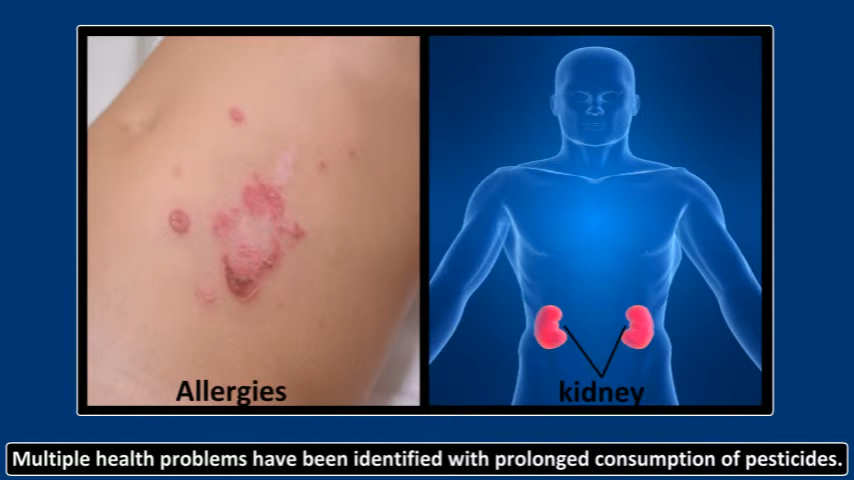 Allergies
kidney
Multiple health problems have been identified with prolonged consumption of pesticides.